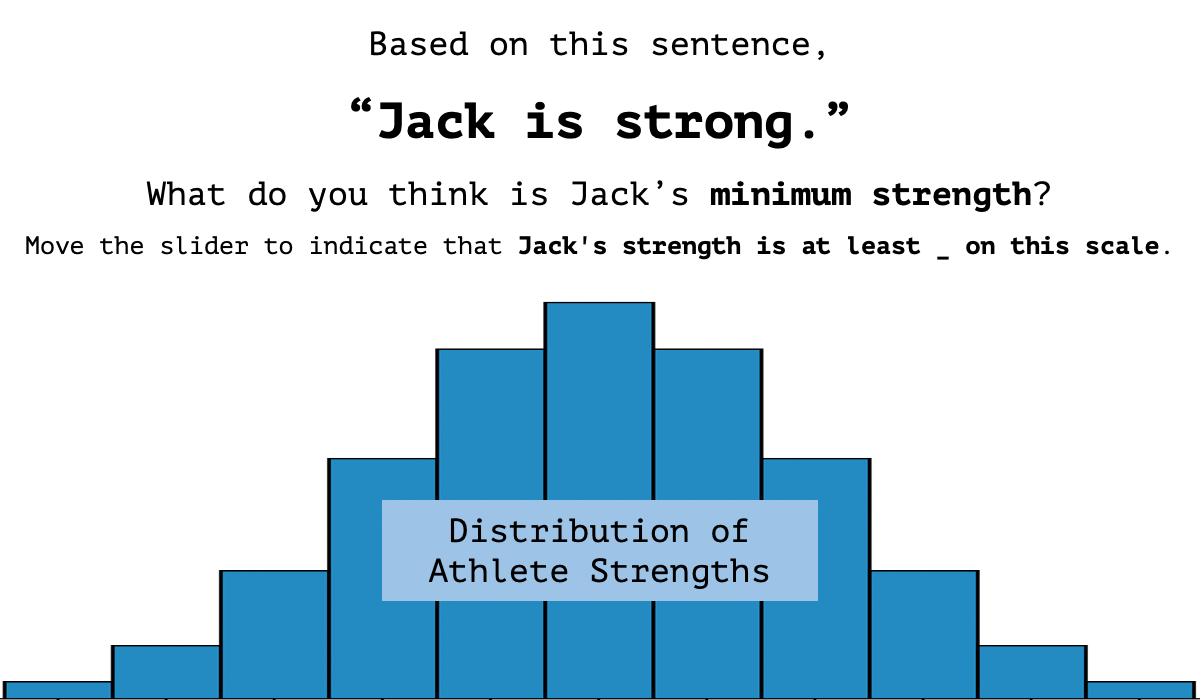 Based on this sentence,
“Jack is strong.”
What do you think is Jack’s minimum strength?
Move the slider to indicate that Jack's strength is at least _ on this scale.
Distribution of
Athlete Strengths